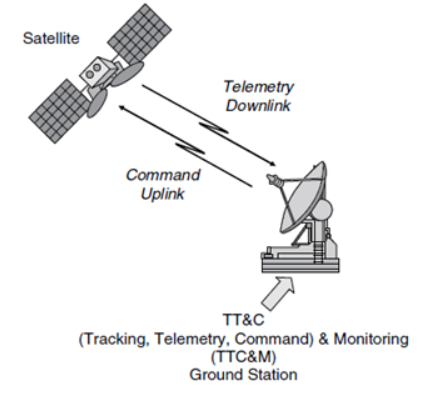 Satellite
Telemetry
Downlink
Command
Uplink
TT&C
(Tracking, Telemetry, Command) & Monitoring
(TTC&M)
Ground Station